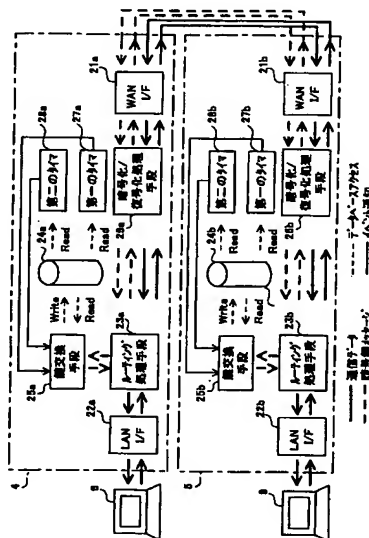 4
21a
WAN
I/F
28a
第二のタイマ
27a
第一のタイマ
24a
Read
Read
暗号化/
復号化処理
手段
Write
Read
25a
鍵交換
手段
23a
ルーティング
処理手段
22a
LAN
I/F
6
5
21b
WAN
I/F
28b
第二のタイマ
27b
第一のタイマ
24b
Read
Read
暗号化/
復号化処理
手段
26b
Write
Read
25b
鍵交換
手段
23b
ルーティング
処理手段
22b
LAN
I/F
通信データ
データベースアクセス